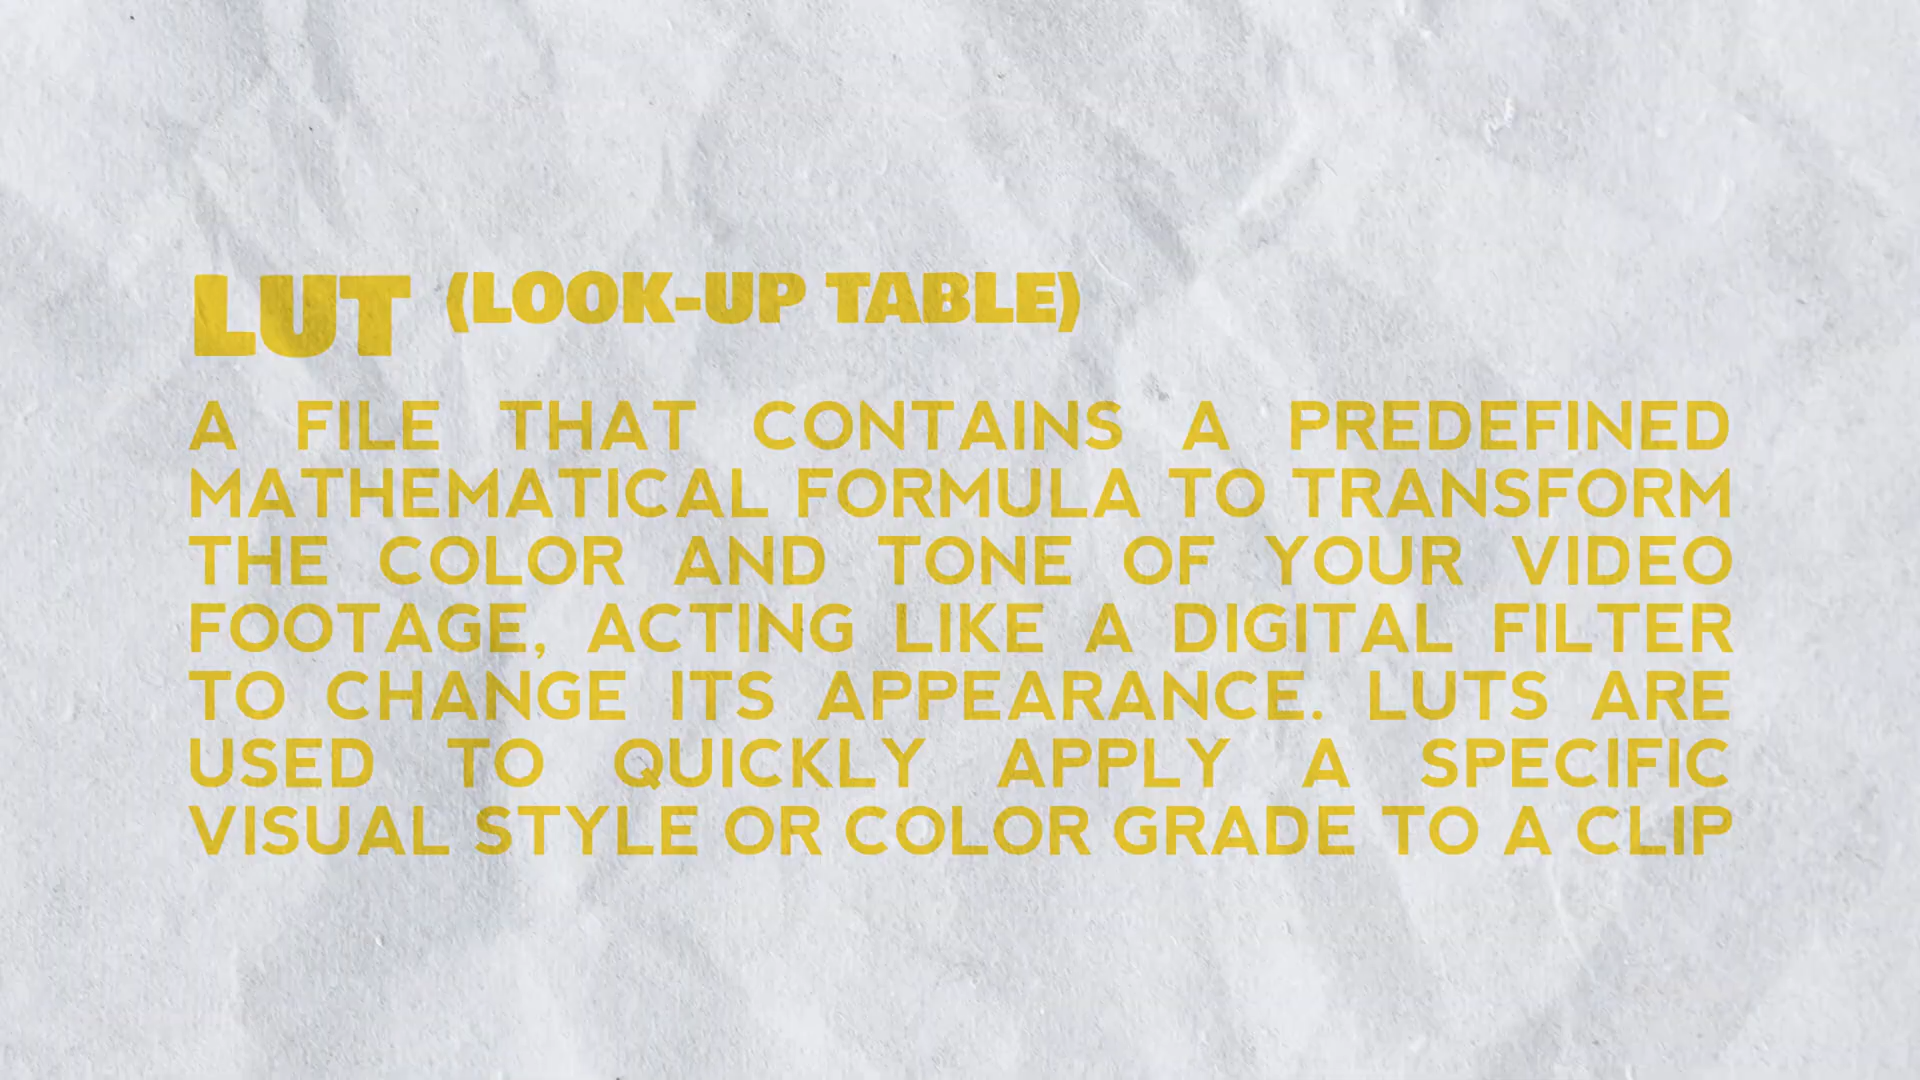 LUT (LOOK-UP TABLE)
A FILE THAT CONTAINS A PREDEFINED
MATHEMATICAL FORMULA TO TRANSFORM
THE COLOR AND TONE OF YOUR VIDEO
FOOTAGE, ACTING LIKE A DIGITAL FILTER
TO CHANGE ITS APPEARANCE. LUTS ARE
USED TO QUICKLY APPLY A SPECIFIC
VISUAL STYLE OR COLOR GRADE TO A CLIP